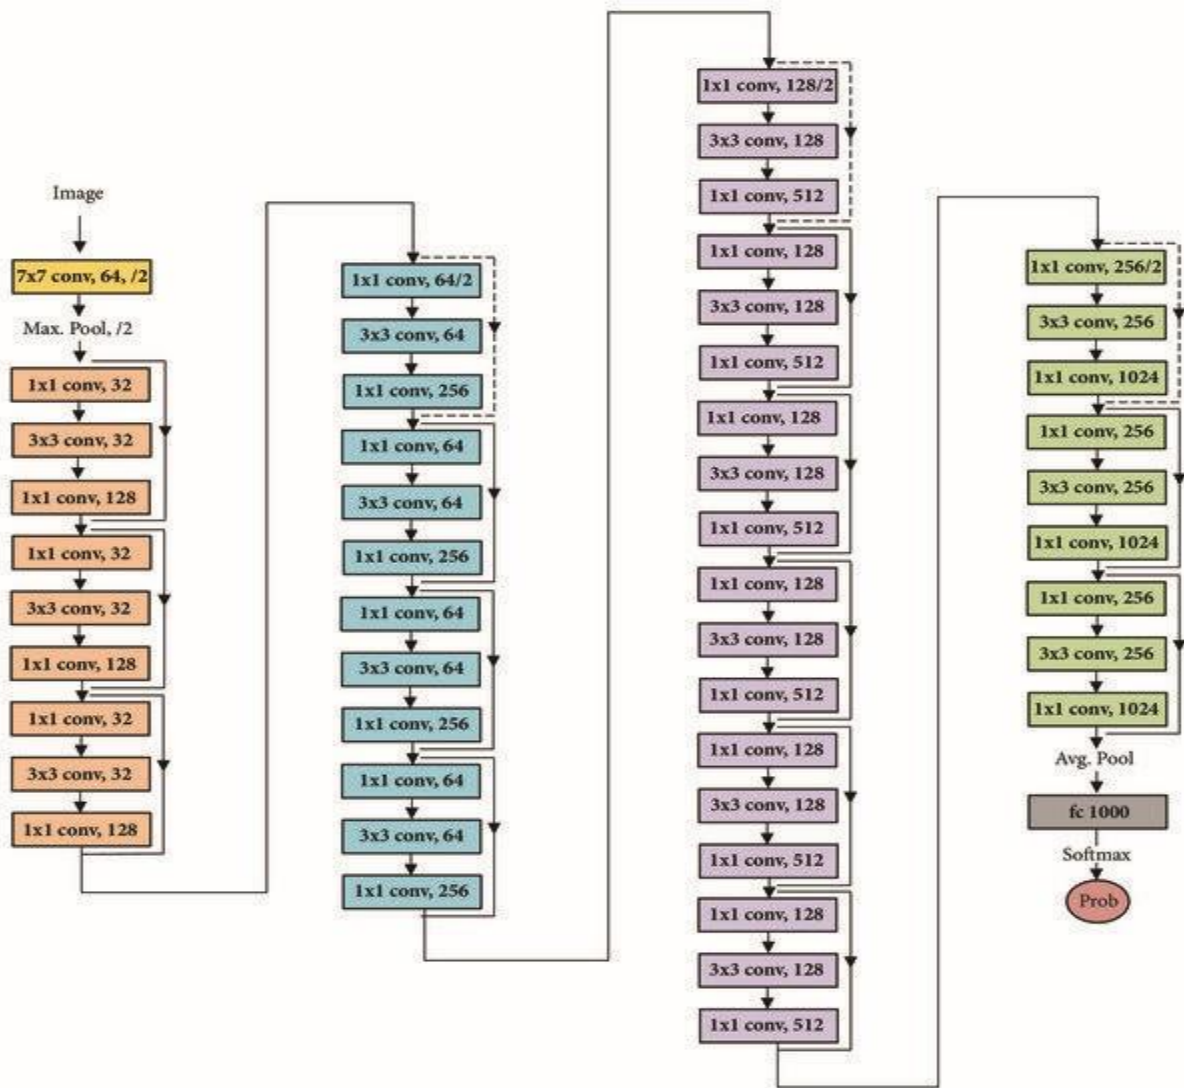 Image
7x7 conv, 64, /2
Max. Pool, /2
1x1 conv, 32
3x3 conv, 32
1x1 conv, 128
1x1 conv, 32
3x3 conv, 32
1x1 conv, 128
1x1 conv, 32
3x3 conv, 32
1x1 conv, 128
1x1 conv, 64/2
3x3 conv, 64
1x1 conv, 256
1x1 conv, 64
3x3 conv, 64
1x1 conv, 256
1x1 conv, 64
3x3 conv, 64
1x1 conv, 256
1x1 conv, 64
3x3 conv, 64
1x1 conv, 256
1x1 conv, 128/2
3x3 conv, 128
1x1 conv, 512
1x1 conv, 128
3x3 conv, 128
1x1 conv, 512
1x1 conv, 128
3x3 conv, 128
1x1 conv, 512
1x1 conv, 128
3x3 conv, 128
1x1 conv, 512
1x1 conv, 128
3x3 conv, 128
1x1 conv, 512
1x1 conv, 128
3x3 conv, 128
1x1 conv, 512
1x1 conv, 256/2
3x3 conv, 256
1x1 conv, 1024
1x1 conv, 256
3x3 conv, 256
1x1 conv, 1024
1x1 conv, 256
3x3 conv, 256
1x1 conv, 1024
Avg. Pool
fc 1000
Softmax
Prob